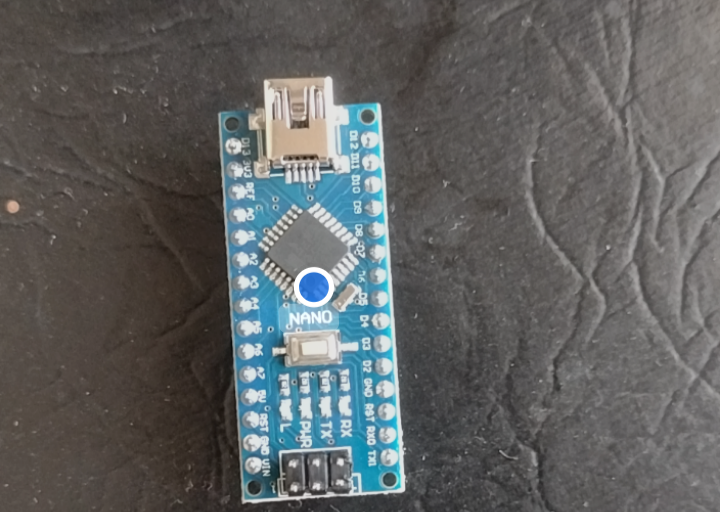 D13
3V3
REF
A0
A1
A2
A3
A4
A5
A6
A7
5V
RST
GND
VIN
D12
D11
D10
D9
D8
D7
D6
D5
D4
D3
D2
GND
RST
RX0
TX1
NANO
L
PWR
TX
RX